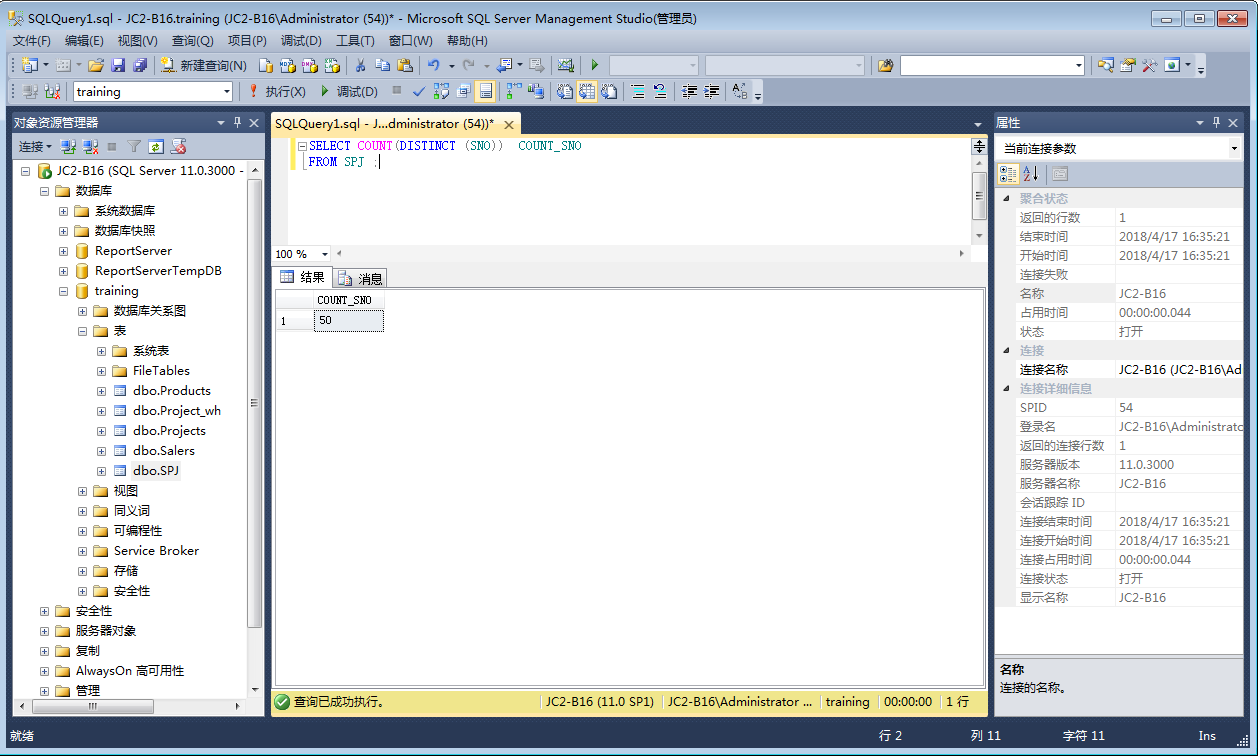 SQLQuery1.sql - JC2-B16.training (JC2-B16\Administrator (54))* - Microsoft SQL Server Management Studio(管理员)
文件(F) 编辑(E) 视图(V) 查询(Q) 项目(P) 调试(D) 工具(T) 窗口(W) 帮助(H)
新建查询(N)
training 执行(X) 调试(D)
对象资源管理器
连接
JC2-B16 (SQL Server 11.0.3000 -
数据库
系统数据库
数据库快照
ReportServer
ReportServerTempDB
training
数据库关系图
表
系统表
FileTables
dbo.Products
dbo.Project_wh
dbo.Projects
dbo.Salers
dbo.SPJ
视图
同义词
可编程性
Service Broker
存储
安全性
安全性
服务器对象
复制
AlwaysOn 高可用性
管理
SQLQuery1.sql - J...dministrator (54))*
SELECT COUNT(DISTINCT (SNO)) COUNT_SNO
FROM SPJ ;
100 %
结果 消息
COUNT_SNO
1 50
查询已成功执行。 JC2-B16 (11.0 SP1) JC2-B16\Administrator ... training 00:00:00 1 行
属性
当前连接参数
聚合状态
返回的行数 1
结束时间 2018/4/17 16:35:21
开始时间 2018/4/17 16:35:21
连接失败
名称 JC2-B16
占用时间 00:00:00.044
状态 打开
连接
连接名称 JC2-B16 (JC2-B16\Ad
连接详细信息
SPID 54
登录名 JC2-B16\Administrato
返回的连接行数 1
服务器版本 11.0.3000
服务器名称 JC2-B16
会话跟踪 ID
连接结束时间 2018/4/17 16:35:21
连接开始时间 2018/4/17 16:35:21
连接占用时间 00:00:00.044
连接状态 打开
显示名称 JC2-B16
名称
连接的名称。
就绪 行 2 列 11 字符 11 Ins